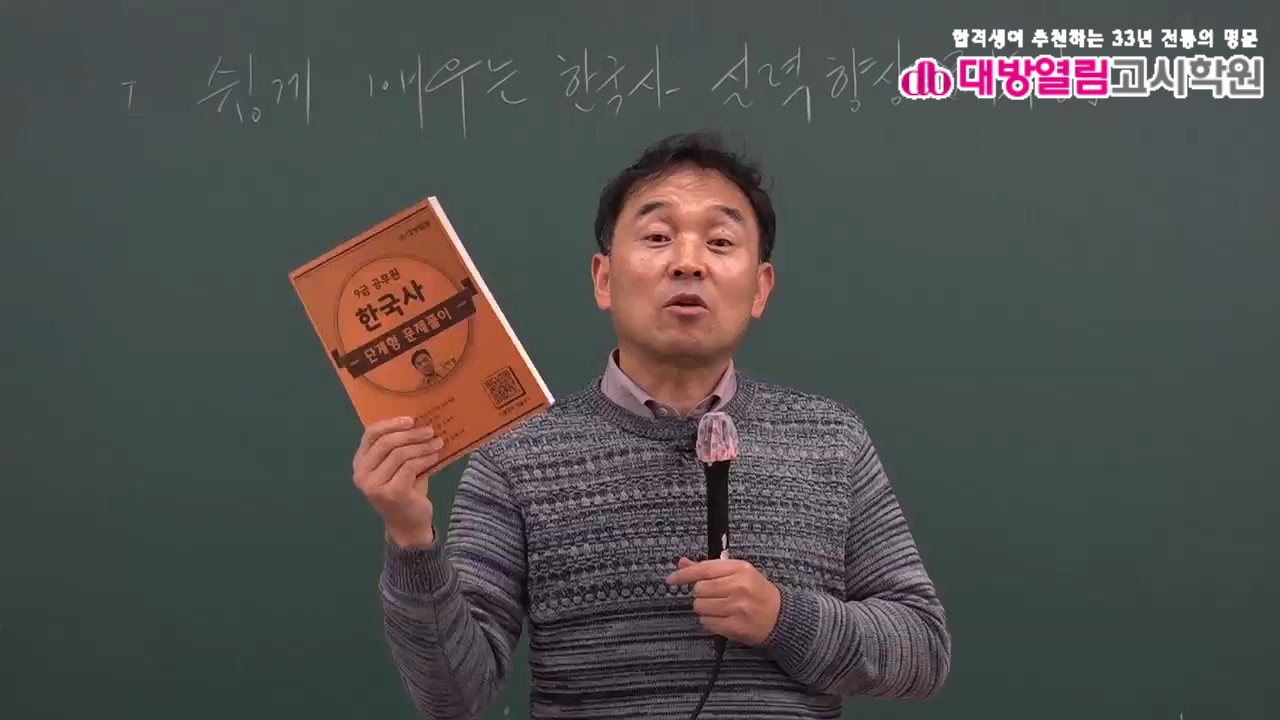 합격생이 추천하는 33년 전통의 명문
대방열림고시학원
쉽게 배우는 한국사 실력향상
9급 공무원
한국사
단계형 문제풀이